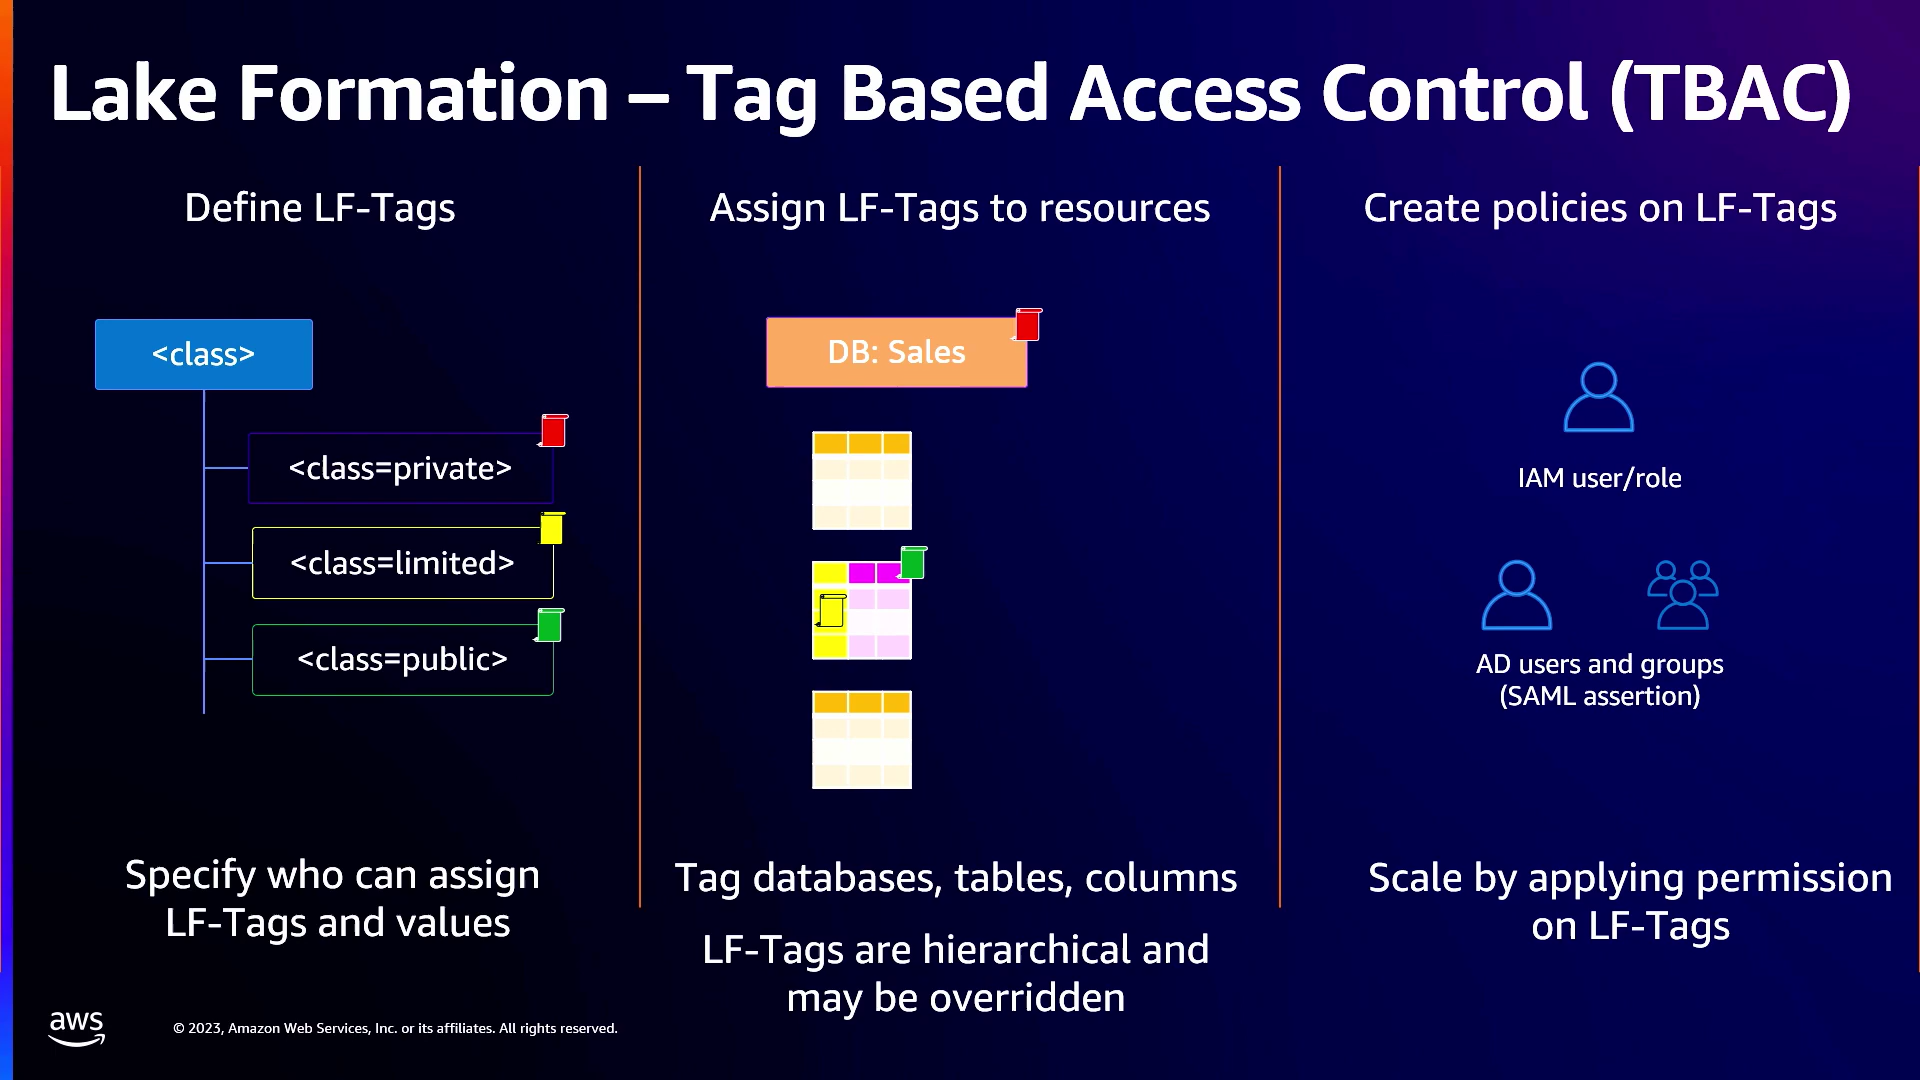 Lake Formation – Tag Based Access Control (TBAC)
Define LF-Tags
<class>
<class=private>
<class=limited>
<class=public>
Specify who can assign
LF-Tags and values
Assign LF-Tags to resources
DB: Sales
Tag databases, tables, columns
LF-Tags are hierarchical and
may be overridden
Create policies on LF-Tags
IAM user/role
AD users and groups
(SAML assertion)
Scale by applying permission
on LF-Tags
aws
© 2023, Amazon Web Services, Inc. or its affiliates. All rights reserved.